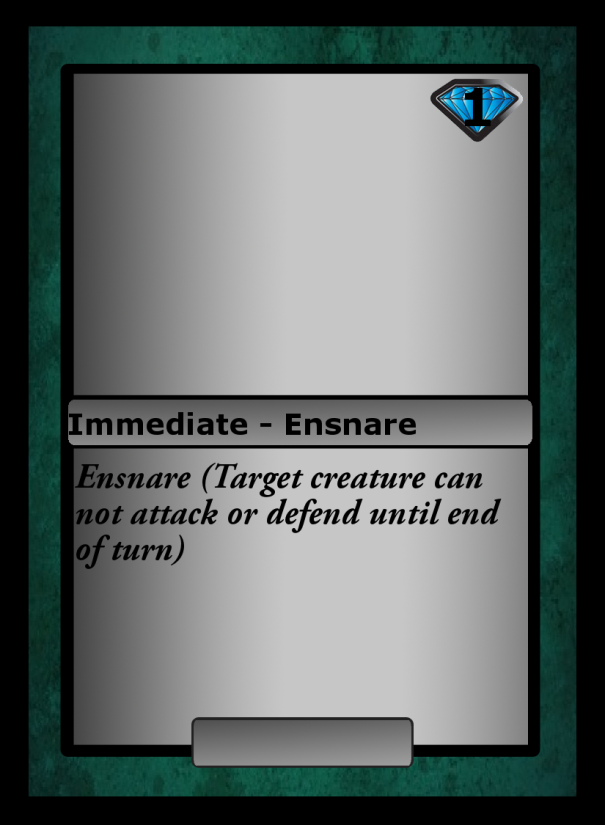 1
Immediate - Ensnare
Ensnare (Target creature can
not attack or defend until end
of turn)